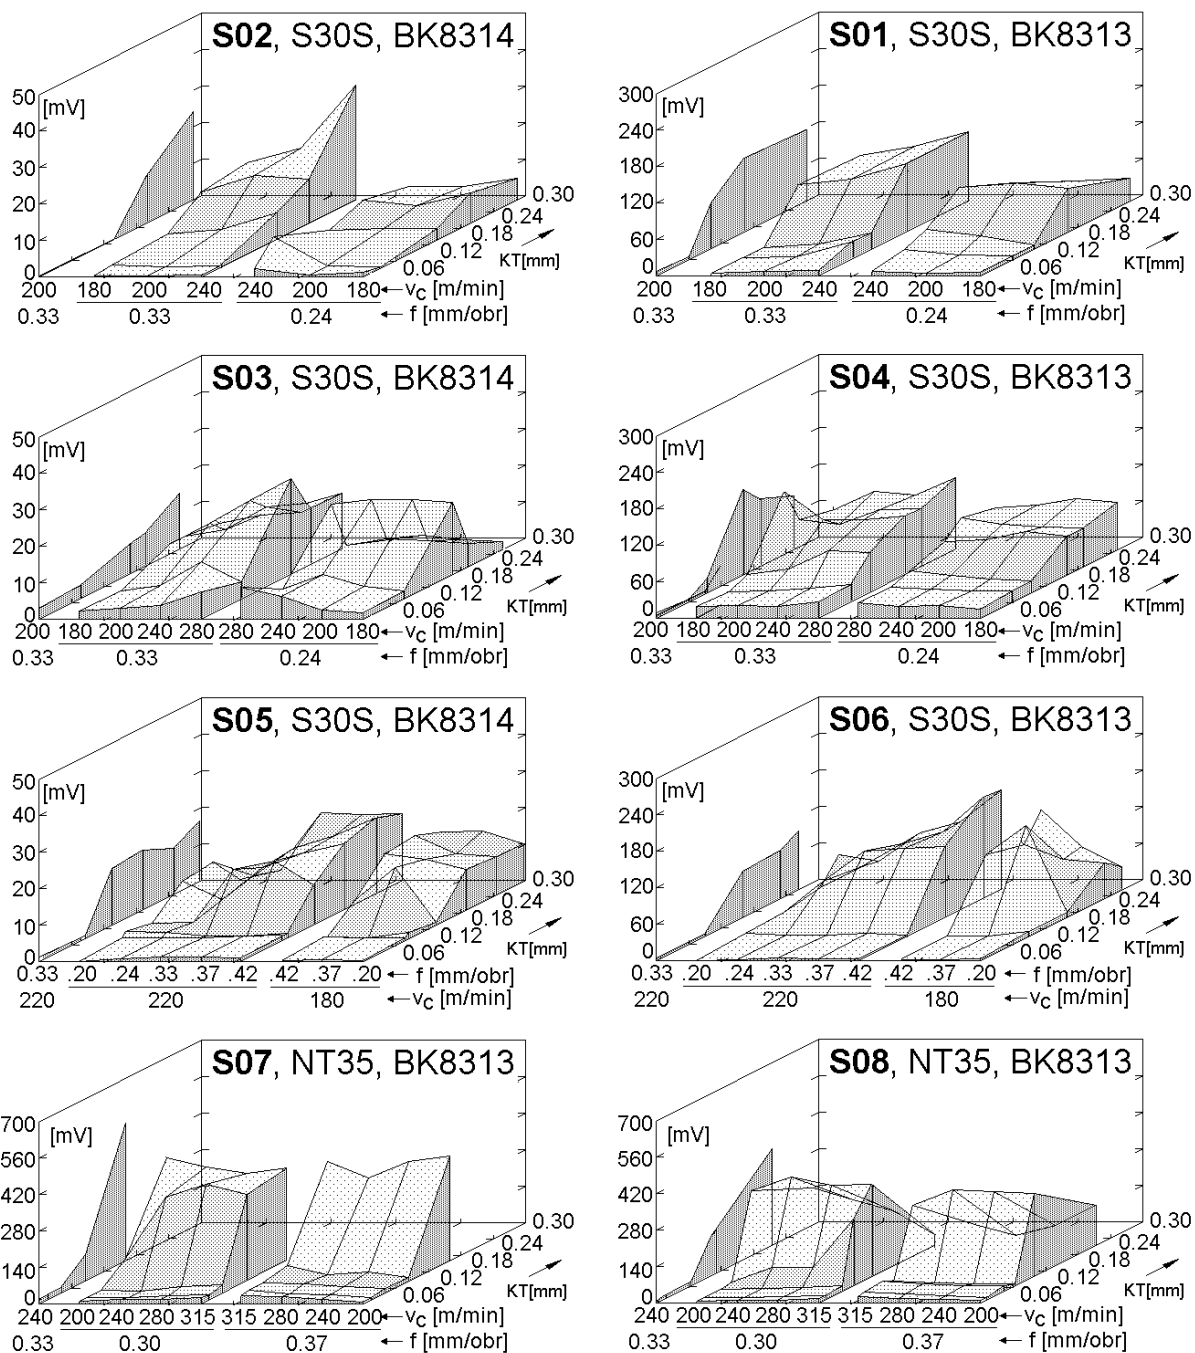 S02, S30S, BK8314
50
[mV]
40
30
20
10
0
0.30
0.24
0.18
0.12
0.06
KT[mm]
200 180 200 240 240 200 180 ← vC [m/min]
0.33 0.33 0.24 ← f [mm/obr]
S01, S30S, BK8313
300
[mV]
240
180
120
60
0
0.30
0.24
0.18
0.12
0.06
KT[mm]
200 180 200 240 240 200 180 ← vC [m/min]
0.33 0.33 0.24 ← f [mm/obr]
S03, S30S, BK8314
50
[mV]
40
30
20
10
0
0.30
0.24
0.18
0.12
0.06
KT[mm]
200 180 200 240 280 280 240 200 180 ← vC [m/min]
0.33 0.33 0.24 ← f [mm/obr]
S04, S30S, BK8313
300
[mV]
240
180
120
60
0
0.30
0.24
0.18
0.12
0.06
KT[mm]
200 180 200 240 280 280 240 200 180 ← vC [m/min]
0.33 0.33 0.24 ← f [mm/obr]
S05, S30S, BK8314
50
[mV]
40
30
20
10
0
0.30
0.24
0.18
0.12
0.06
KT[mm]
0.33 .20 .24 .33 .37 .42 .42 .37 .20 ← f [mm/obr]
220 220 180 ← vC [m/min]
S06, S30S, BK8313
300
[mV]
240
180
120
60
0
0.30
0.24
0.18
0.12
0.06
KT[mm]
0.33 .20 .24 .33 .37 .42 .42 .37 .20 ← f [mm/obr]
220 220 180 ← vC [m/min]
S07, NT35, BK8313
700
[mV]
560
420
280
140
0
0.30
0.24
0.18
0.12
0.06
KT[mm]
240 200 240 280 315 315 280 240 200 ← vC [m/min]
0.33 0.30 0.37 ← f [mm/obr]
S08, NT35, BK8313
700
[mV]
560
420
280
140
0
0.30
0.24
0.18
0.12
0.06
KT[mm]
240 200 240 280 315 315 280 240 200 ← vC [m/min]
0.33 0.30 0.37 ← f [mm/obr]